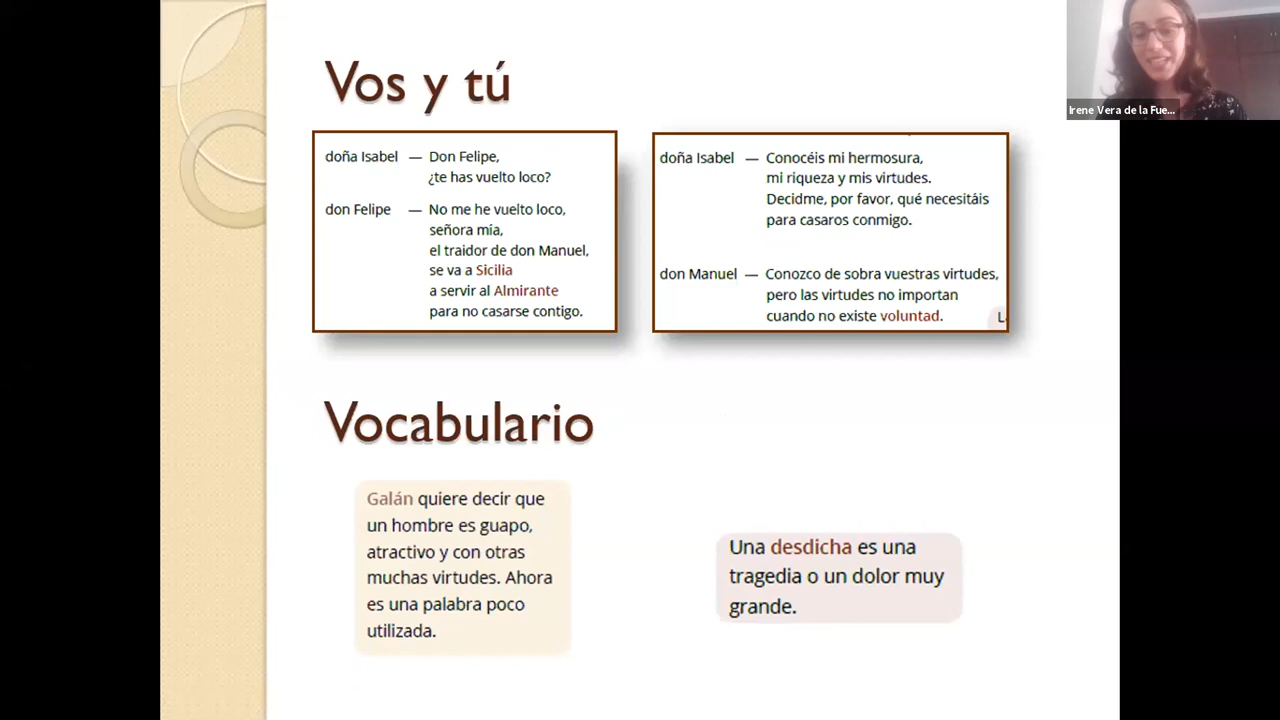 Vos y tú
doña Isabel — Don Felipe,
¿te has vuelto loco?
don Felipe — No me he vuelto loco,
señora mía,
el traidor de don Manuel,
se va a Sicilia
a servir al Almirante
para no casarse contigo.
doña Isabel — Conocéis mi hermosura,
mi riqueza y mis virtudes.
Decidme, por favor, qué necesitáis
para casaros conmigo.
don Manuel — Conozco de sobra vuestras virtudes,
pero las virtudes no importan
cuando no existe voluntad.
Vocabulario
Galán quiere decir que
un hombre es guapo,
atractivo y con otras
muchas virtudes. Ahora
es una palabra poco
utilizada.
Una desdicha es una
tragedia o un dolor muy
grande.
Irene Vera de la Fue...